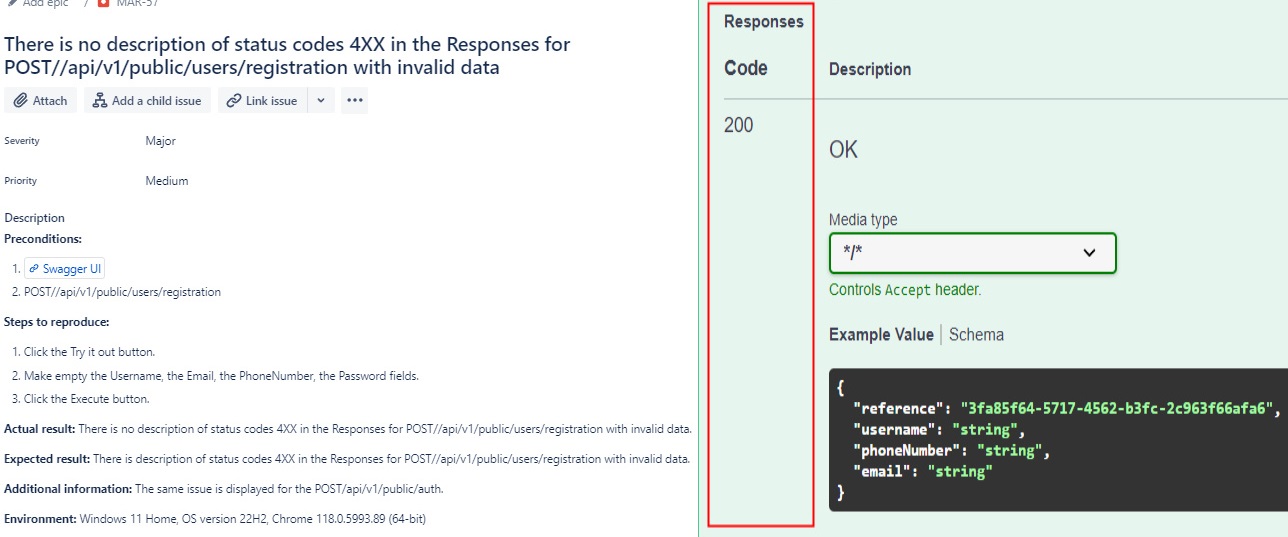 Add epic / MAR-57
There is no description of status codes 4XX in the Responses for
POST//api/v1/public/users/registration with invalid data
Attach Add a child issue Link issue
Severity Major
Priority Medium
Description
Preconditions:
1. Swagger UI
2. POST//api/v1/public/users/registration
Steps to reproduce:
1. Click the Try it out button.
2. Make empty the Username, the Email, the PhoneNumber, the Password fields.
3. Click the Execute button.
Actual result: There is no description of status codes 4XX in the Responses for POST//api/v1/public/users/registration with invalid data.
Expected result: There is description of status codes 4XX in the Responses for POST//api/v1/public/users/registration with invalid data.
Additional information: The same issue is displayed for the POST/api/v1/public/auth.
Environment: Windows 11 Home, OS version 22H2, Chrome 118.0.5993.89 (64-bit)
Responses
Code Description
200
OK
Media type
*/*
Controls Accept header.
Example Value | Schema
{
"reference": "3fa85f64-5717-4562-b3fc-2c963f66afa6",
"username": "string",
"phoneNumber": "string",
"email": "string"
}